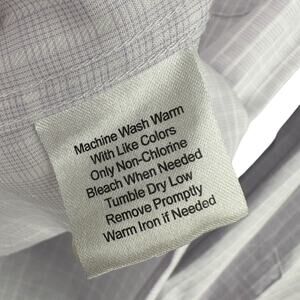 Machine Wash Warm
With Like Colors
Only Non-Chlorine
Bleach When Needed
Tumble Dry Low
Remove Promptly
Warm Iron if Needed